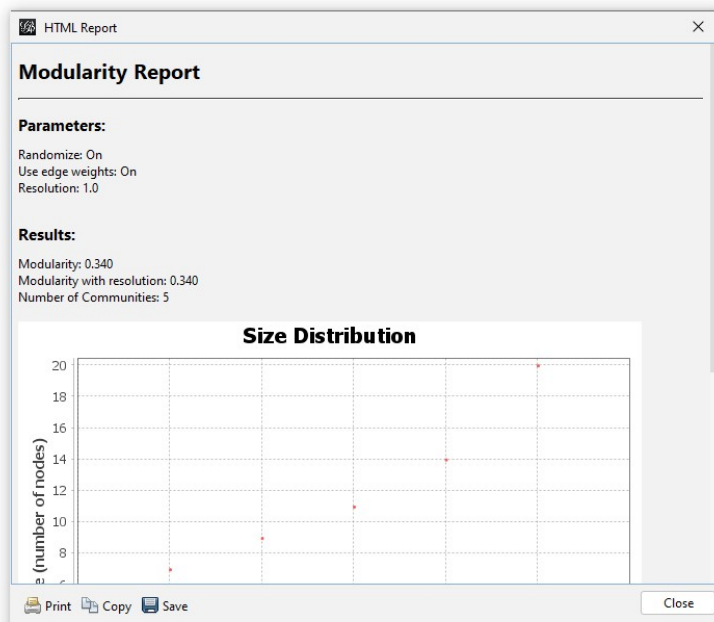 HTML Report
Modularity Report
Parameters:
Randomize: On
Use edge weights: On
Resolution: 1.0
Results:
Modularity: 0.340
Modularity with resolution: 0.340
Number of Communities: 5
Size Distribution
20
18
16
14
12
10
8
(number of nodes)
Print Copy Save
Close